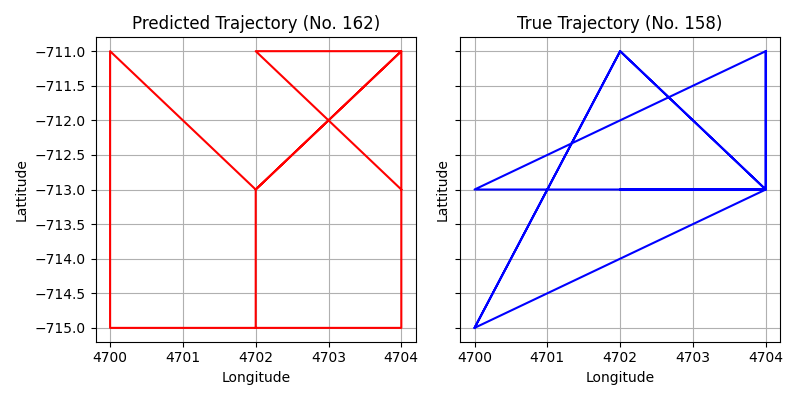 Predicted Trajectory (No. 162)
True Trajectory (No. 158)
−711.0
−711.5
−712.0
−712.5
−713.0
−713.5
−714.0
−714.5
−715.0
Lattitude
Lattitude
4700 4701 4702 4703 4704
4700 4701 4702 4703 4704
Longitude
Longitude